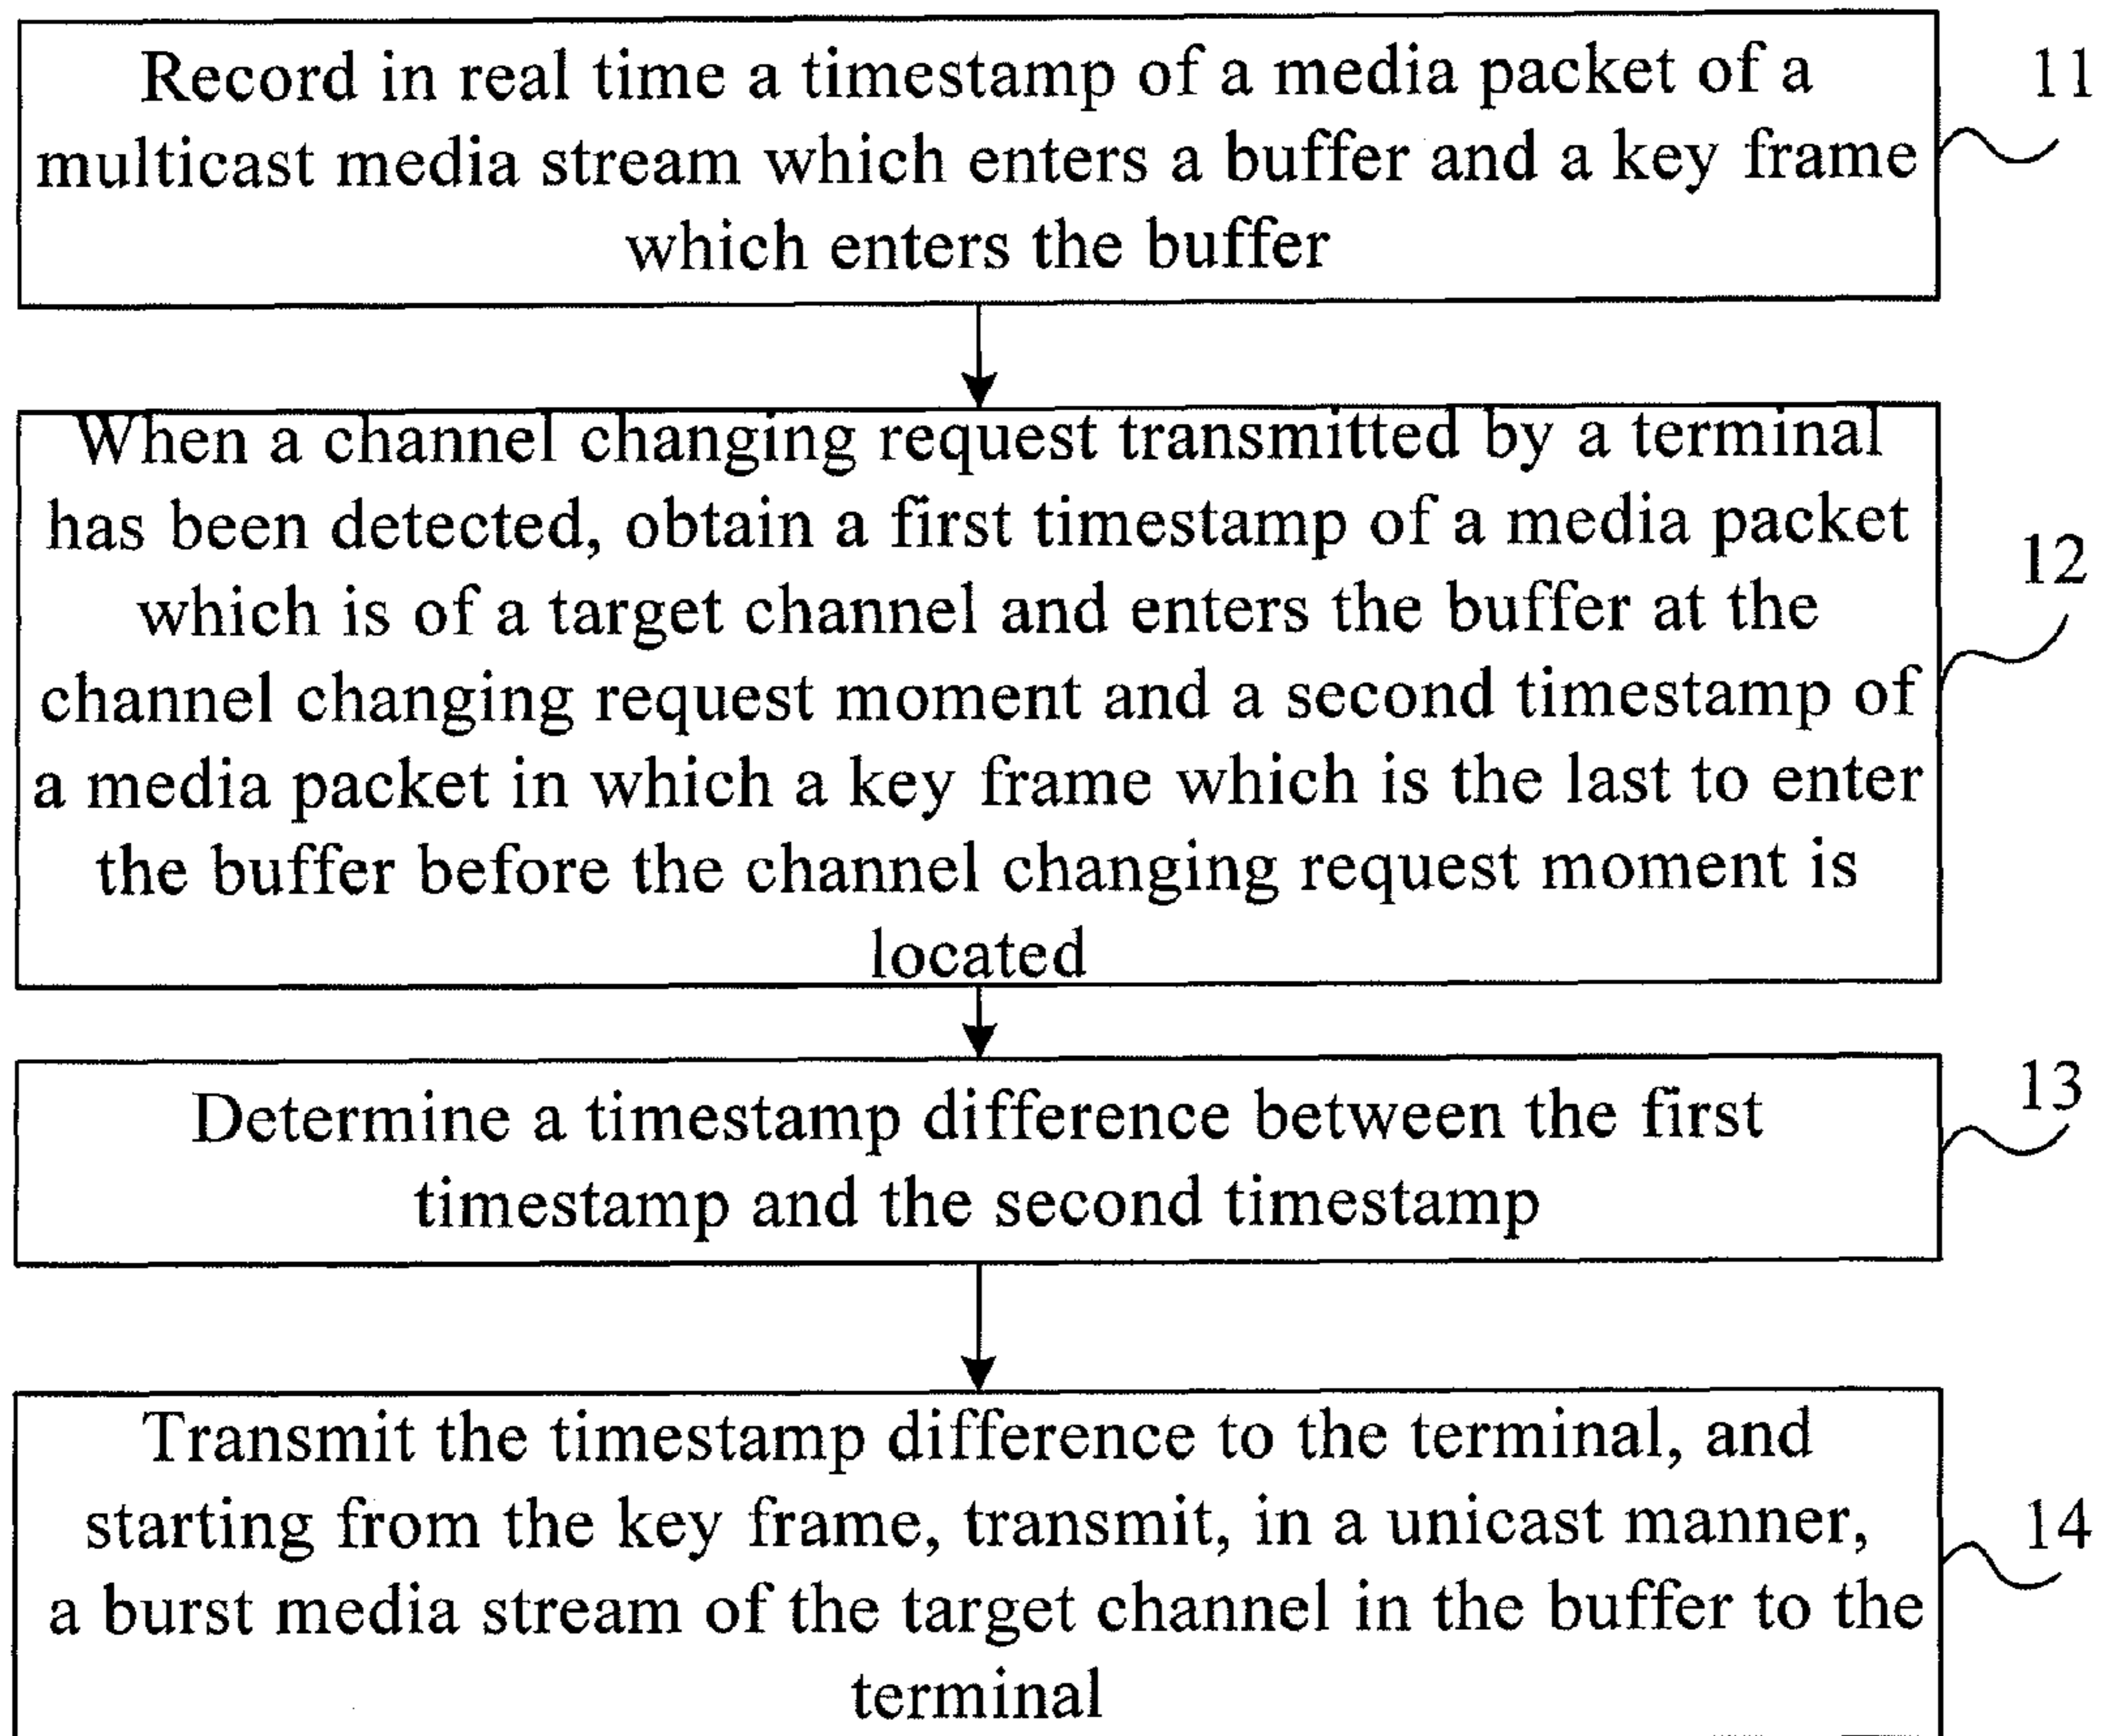 Record in real time a timestamp of a media packet of a
multicast media stream which enters a buffer and a key frame
which enters the buffer
11
When a channel changing request transmitted by a terminal
has been detected, obtain a first timestamp of a media packet
which is of a target channel and enters the buffer at the
channel changing request moment and a second timestamp of
a media packet in which a key frame which is the last to enter
the buffer before the channel changing request moment is
located
12
Determine a timestamp difference between the first
timestamp and the second timestamp
13
Transmit the timestamp difference to the terminal, and
starting from the key frame, transmit, in a unicast manner,
a burst media stream of the target channel in the buffer to the
terminal
14